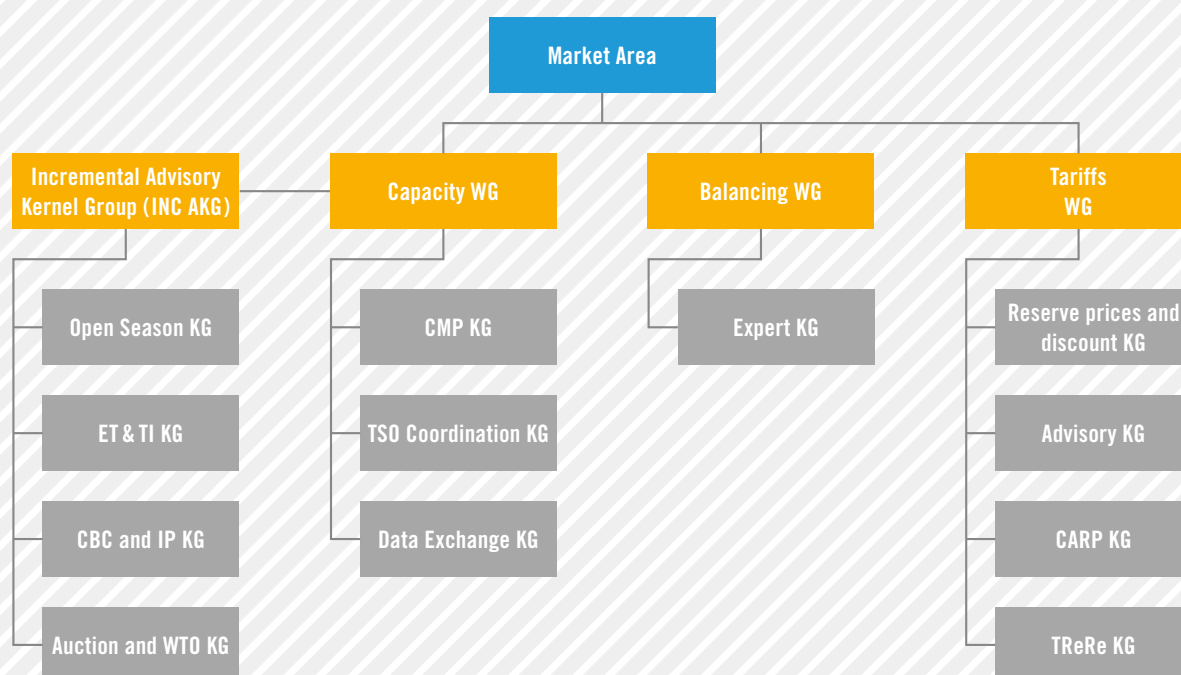 Market Area
Incremental Advisory
Kernel Group (INC AKG)
Capacity WG
Balancing WG
Tariffs
WG
Open Season KG
CMP KG
Expert KG
Reserve prices and
discount KG
ET & TI KG
TSO Coordination KG
Advisory KG
CBC and IP KG
Data Exchange KG
CARP KG
Auction and WTO KG
TReRe KG